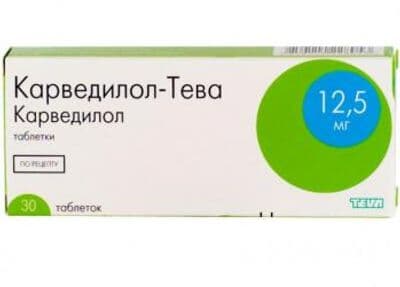 Карведилол-Тева
Карведилол
таблетки
ПО РЕЦЕПТУ
30 таблеток
12,5
мг
TEVA